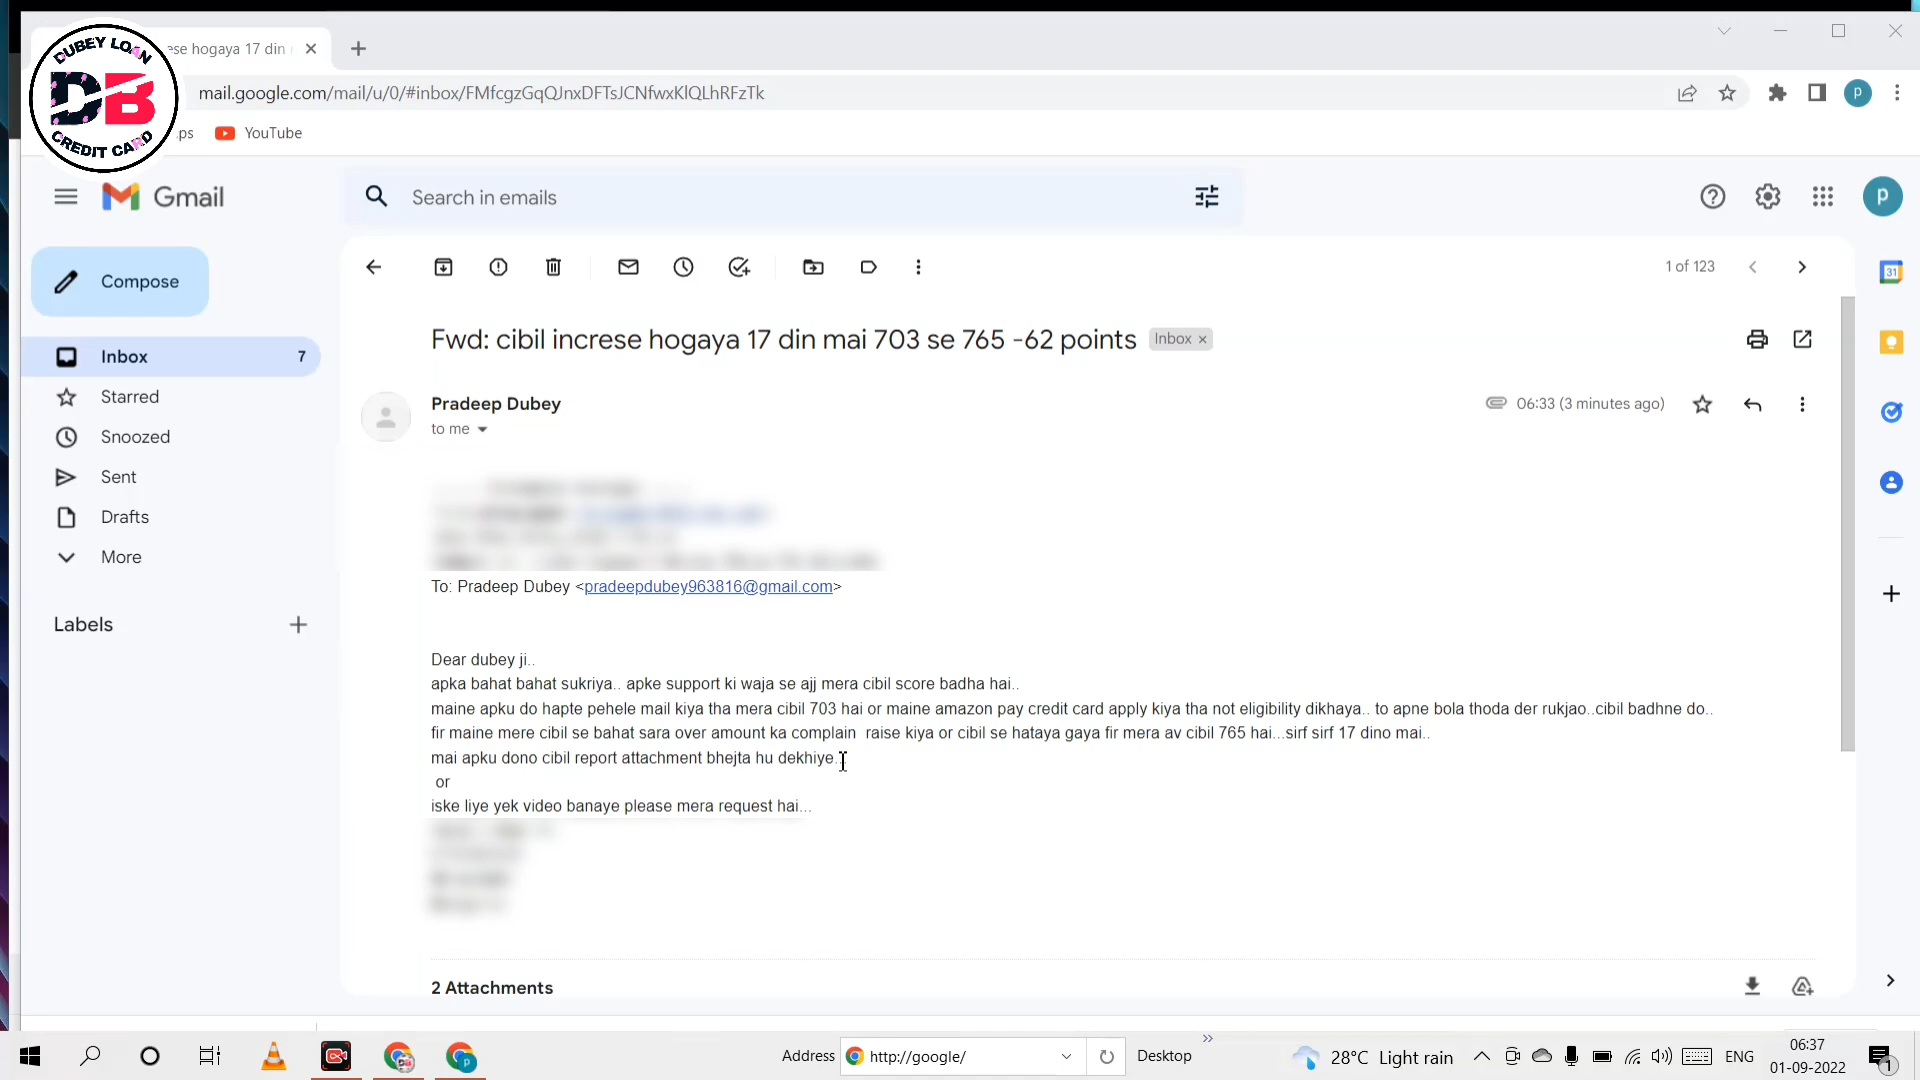 DUBEY LOAN
DB
CREDIT CARD
ese hogaya 17 din
mail.google.com/mail/u/0/#inbox/FMfcgzGqQJnxDFTsJCNfwxKlQLhRFzTk
p
ps
YouTube
Gmail
Search in emails
p
Compose
1 of 123
31
Fwd: cibil increse hogaya 17 din mai 703 se 765 -62 points
Inbox ×
Inbox
7
Starred
Pradeep Dubey
06:33 (3 minutes ago)
to me
Snoozed
Sent
Drafts
More
To: Pradeep Dubey <pradeepdubey963816@gmail.com>
Labels
Dear dubey ji..
apka bahat bahat sukriya.. apke support ki waja se ajj mera cibil score badha hai..
maine apku do hapte pehele mail kiya tha mera cibil 703 hai or maine amazon pay credit card apply kiya tha not eligibility dikhaya.. to apne bola thoda der rukjao..cibil badhne do..
fir maine mere cibil se bahat sara over amount ka complain raise kiya or cibil se hataya gaya fir mera av cibil 765 hai...sirf sirf 17 dino mai..
mai apku dono cibil report attachment bhejta hu dekhiye..
or
iske liye yek video banaye please mera request hai...
2 Attachments
Address
http://google/
Desktop
28°C Light rain
ENG
06:37
01-09-2022
1